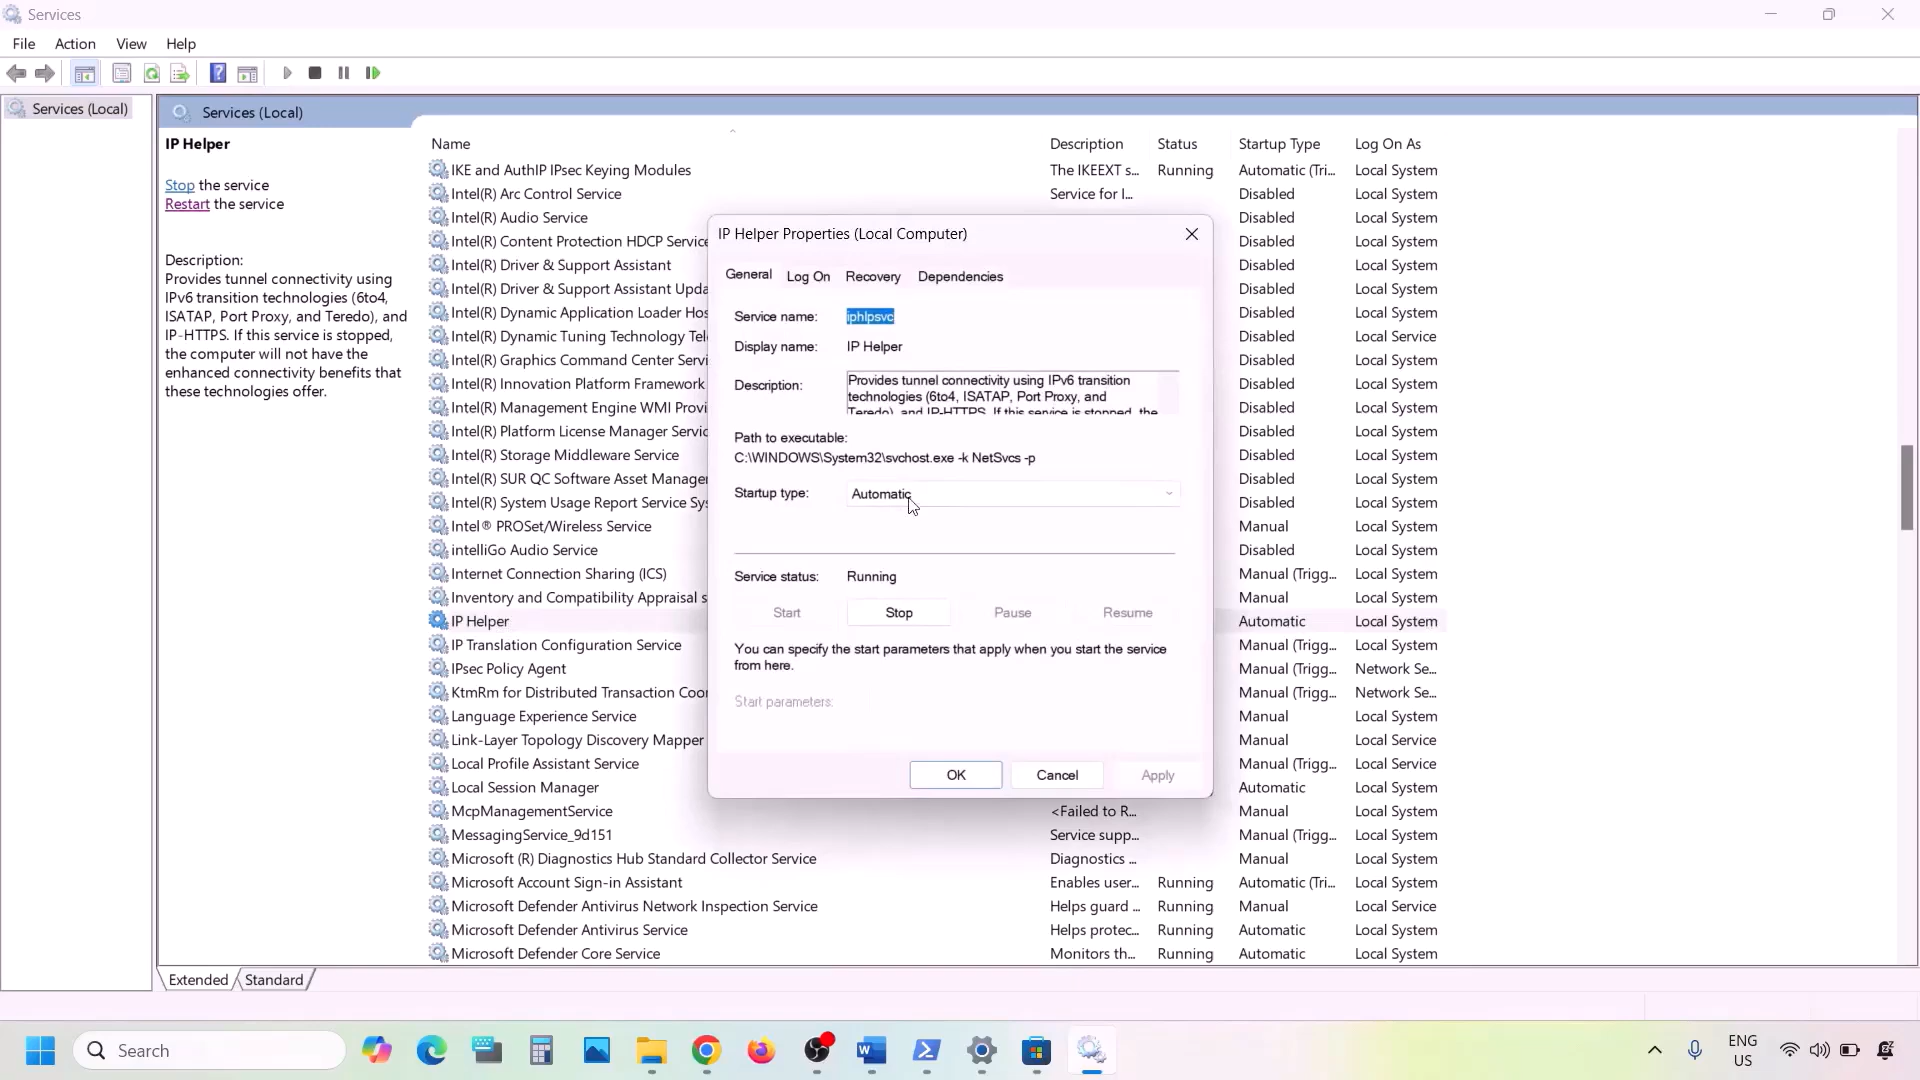 Services
File Action View Help
Services (Local)
Services (Local)
IP Helper
Stop the service
Restart the service
Description:
Provides tunnel connectivity using
IPv6 transition technologies (6to4,
ISATAP, Port Proxy, and Teredo), and
IP-HTTPS. If this service is stopped,
the computer will not have the
enhanced connectivity benefits that
these technologies offer.
Name Description Status Startup Type Log On As
IKE and AuthIP IPsec Keying Modules The IKEEXT s... Running Automatic (Tri... Local System
Intel(R) Arc Control Service Service for I... Disabled Local System
Intel(R) Audio Service Disabled Local System
Intel(R) Content Protection HDCP Service Disabled Local System
Intel(R) Driver & Support Assistant Disabled Local System
Intel(R) Driver & Support Assistant Upda Disabled Local System
Intel(R) Dynamic Application Loader Hos Disabled Local System
Intel(R) Dynamic Tuning Technology Tel Disabled Local Service
Intel(R) Graphics Command Center Servi Disabled Local System
Intel(R) Innovation Platform Framework Disabled Local System
Intel(R) Management Engine WMI Provi Disabled Local System
Intel(R) Platform License Manager Servic Disabled Local System
Intel(R) Storage Middleware Service Disabled Local System
Intel(R) SUR QC Software Asset Manager Disabled Local System
Intel(R) System Usage Report Service Sys Disabled Local System
Intel® PROSet/Wireless Service Manual Local System
intelliGo Audio Service Disabled Local System
Internet Connection Sharing (ICS) Manual (Trigg... Local System
Inventory and Compatibility Appraisal s Manual Local System
IP Helper Automatic Local System
IP Translation Configuration Service Manual (Trigg... Local System
IPsec Policy Agent Manual (Trigg... Network Se...
KtmRm for Distributed Transaction Coor Manual (Trigg... Network Se...
Language Experience Service Manual Local System
Link-Layer Topology Discovery Mapper Manual Local Service
Local Profile Assistant Service Manual (Trigg... Local Service
Local Session Manager Automatic Local System
McpManagementService <Failed to R... Manual Local System
MessagingService_9d151 Service supp... Manual (Trigg... Local System
Microsoft (R) Diagnostics Hub Standard Collector Service Diagnostics ... Manual Local System
Microsoft Account Sign-in Assistant Enables user... Running Automatic (Tri... Local System
Microsoft Defender Antivirus Network Inspection Service Helps guard ... Running Manual Local Service
Microsoft Defender Antivirus Service Helps protec... Running Automatic Local System
Microsoft Defender Core Service Monitors th... Running Automatic Local System
IP Helper Properties (Local Computer)
General Log On Recovery Dependencies
Service name: iphlpsvc
Display name: IP Helper
Description: Provides tunnel connectivity using IPv6 transition
technologies (6to4, ISATAP, Port Proxy, and
Teredo), and IP-HTTPS. If this service is stopped, the
Path to executable:
C:\WINDOWS\System32\svchost.exe -k NetSvcs -p
Startup type: Automatic
Service status: Running
Start Stop Pause Resume
You can specify the start parameters that apply when you start the service
from here.
Start parameters:
OK Cancel Apply
Extended Standard
Search
ENG
US